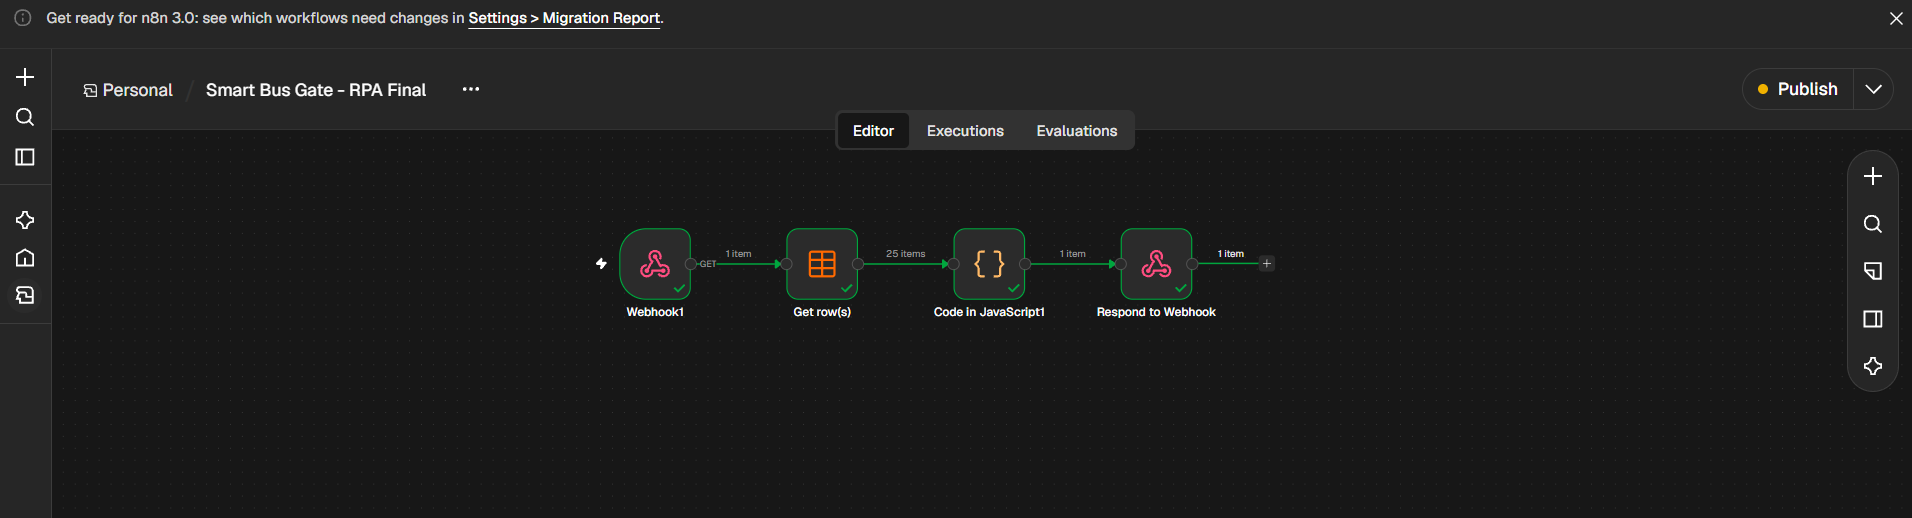 Get ready for n8n 3.0: see which workflows need changes in Settings > Migration Report.
Personal / Smart Bus Gate - RPA Final ...
Publish
Editor Executions Evaluations
GET 1 item 25 items 1 item 1 item
Webhook1 Get row(s) Code in JavaScript1 Respond to Webhook